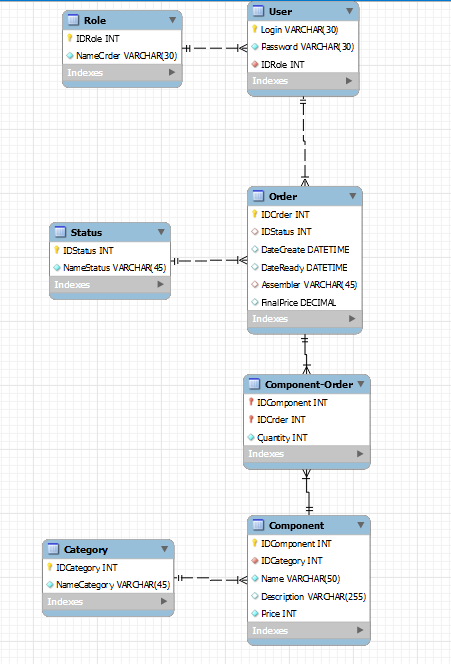 Role
IDRole INT
NameCrder VARCHAR(30)
Indexes
User
Login VARCHAR(30)
Password VARCHAR(30)
IDRole INT
Indexes
Status
IDStatus INT
NameStatus VARCHAR(45)
Indexes
Order
IDCrder INT
IDStatus INT
DateCreate DATETIME
DateReady DATETIME
Assembler VARCHAR(45)
FinalPrice DECIMAL
Indexes
Component-Order
IDComponent INT
IDCrder INT
Quantity INT
Indexes
Category
IDCategory INT
NameCategory VARCHAR(45)
Indexes
Component
IDComponent INT
IDCategory INT
Name VARCHAR(50)
Description VARCHAR(255)
Price INT
Indexes